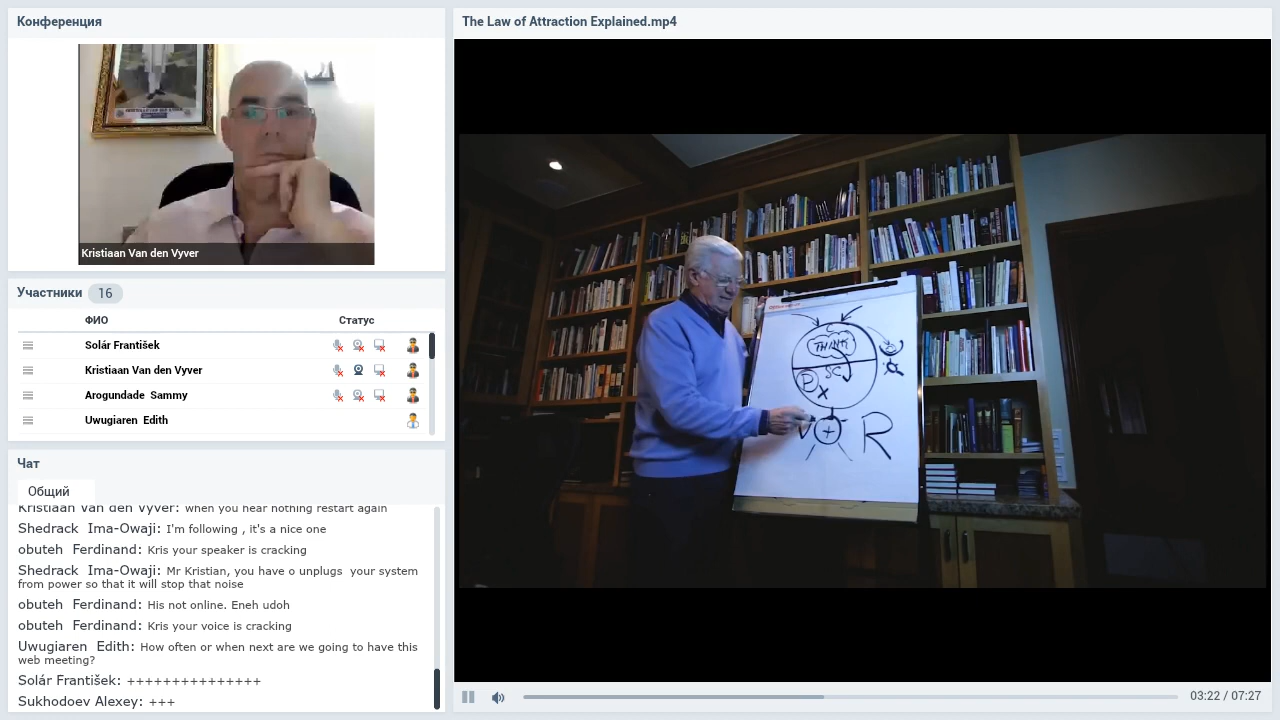 Конференция
Kristiaan Van den Vyver
Участники 16
ФИО Статус
Solár František
Kristiaan Van den Vyver
Arogundade Sammy
Uwugiaren Edith
Чат
Общий
Kristiaan Van den Vyver: when you hear nothing restart again
Shedrack Ima-Owaji: I'm following , it's a nice one
obuteh Ferdinand: Kris your speaker is cracking
Shedrack Ima-Owaji: Mr Kristian, you have o unplugs your system
from power so that it will stop that noise
obuteh Ferdinand: His not online. Eneh udoh
obuteh Ferdinand: Kris your voice is cracking
Uwugiaren Edith: How often or when next are we going to have this
web meeting?
Solár František: +++++++++++++++
Sukhodoev Alexey: +++
The Law of Attraction Explained.mp4
C
THINK
SC
P
X
V + R
03:22 / 07:27